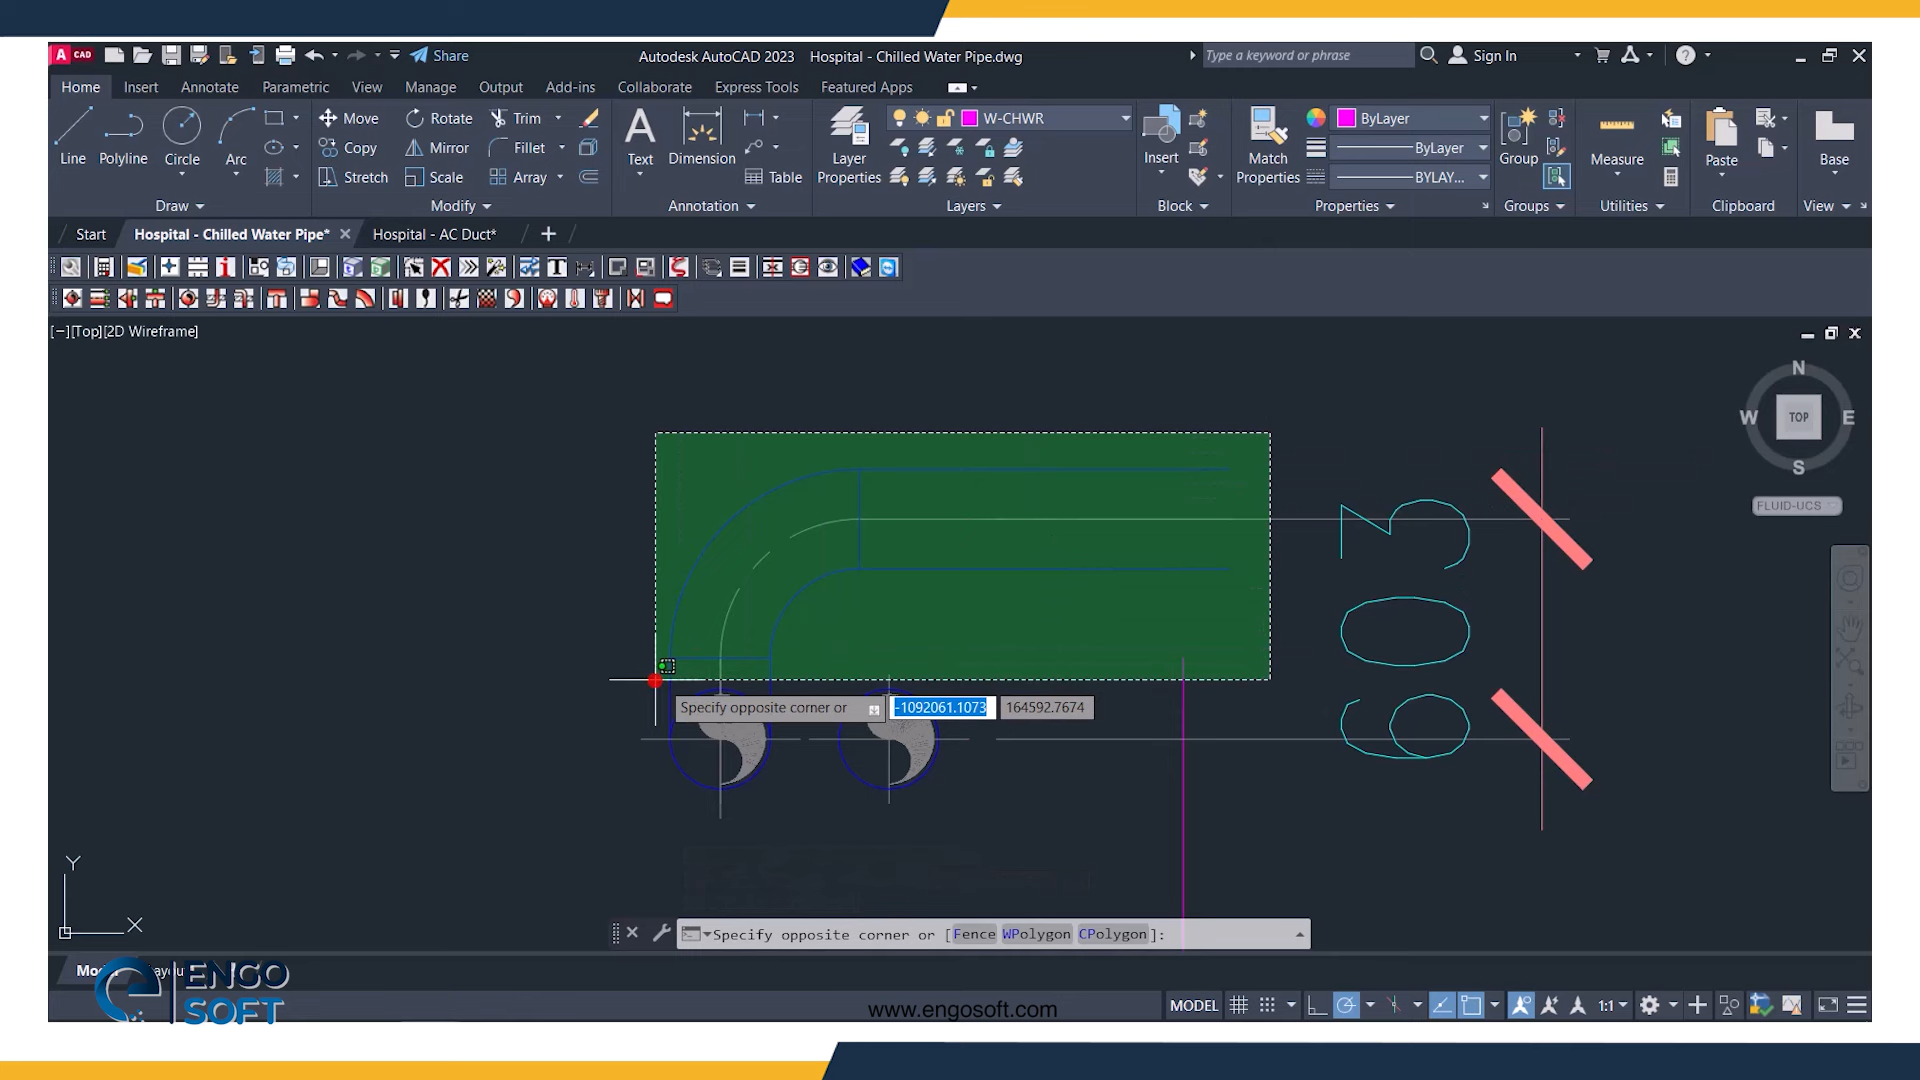 A CAD
Share
Autodesk AutoCAD 2023 Hospital - Chilled Water Pipe.dwg
Type a keyword or phrase
Sign In
Home Insert Annotate Parametric View Manage Output Add-ins Collaborate Express Tools Featured Apps
Line Polyline Circle Arc
Move Rotate Trim
Copy Mirror Fillet
Stretch Scale Array
Text Dimension
Table
Layer
Properties
W-CHWR
Insert
Match
Properties
ByLayer
ByLayer
BYLAY...
Group
Measure
Paste
Base
Draw Modify Annotation Layers Block Properties Groups Utilities Clipboard View
Start Hospital - Chilled Water Pipe* Hospital - AC Duct*
[−][Top][2D Wireframe]
N
W TOP E
S
FLUID-UCS
603
Specify opposite corner or -1092061.1073 164592.7674
Y
X
Specify opposite corner or [Fence WPolygon CPolygon]:
ENGO
SOFT
www.engosoft.com
MODEL 1:1